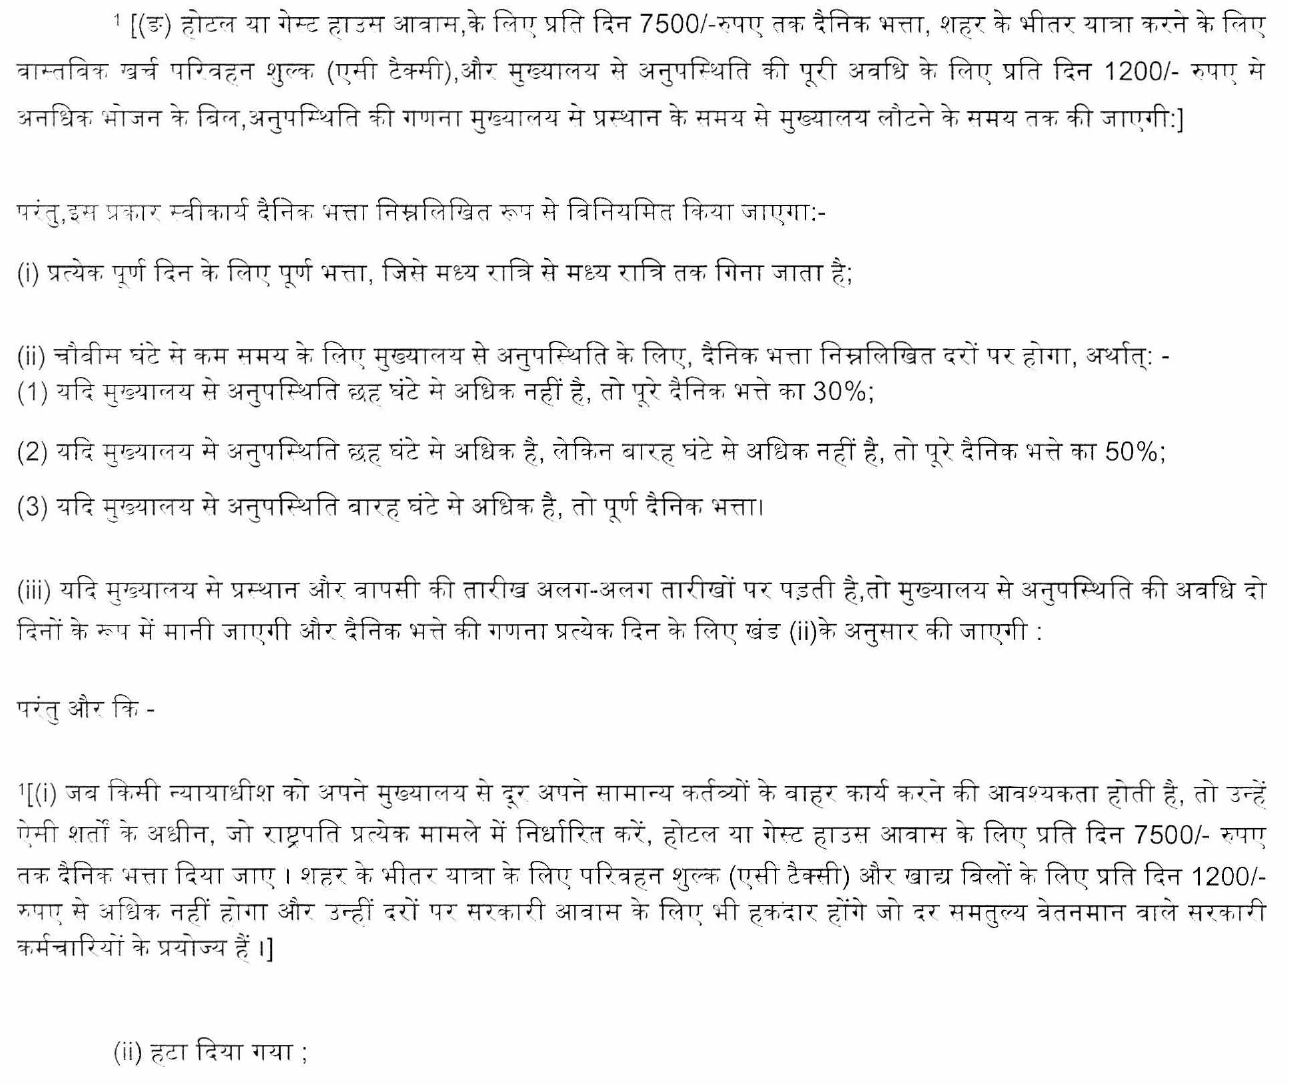 ¹ [(ङ) होटल या गेस्ट हाउस आवास,के लिए प्रति दिन 7500/-रुपए तक दैनिक भत्ता, शहर के भीतर यात्रा करने के लिए
वास्तविक खर्च परिवहन शुल्क (एसी टैक्सी),और मुख्यालय से अनुपस्थिति की पूरी अवधि के लिए प्रति दिन 1200/- रुपए से
अनधिक भोजन के बिल,अनुपस्थिति की गणना मुख्यालय से प्रस्थान के समय से मुख्यालय लौटने के समय तक की जाएगी:]
परंतु,इस प्रकार स्वीकार्य दैनिक भत्ता निम्नलिखित रूप से विनियमित किया जाएगा:-
(i) प्रत्येक पूर्ण दिन के लिए पूर्ण भत्ता, जिसे मध्य रात्रि से मध्य रात्रि तक गिना जाता है;
(ii) चौबीस घंटे से कम समय के लिए मुख्यालय से अनुपस्थिति के लिए, दैनिक भत्ता निम्नलिखित दरों पर होगा, अर्थात्: -
(1) यदि मुख्यालय से अनुपस्थिति छह घंटे से अधिक नहीं है, तो पूरे दैनिक भत्ते का 30%;
(2) यदि मुख्यालय से अनुपस्थिति छह घंटे से अधिक है, लेकिन बारह घंटे से अधिक नहीं है, तो पूरे दैनिक भत्ते का 50%;
(3) यदि मुख्यालय से अनुपस्थिति बारह घंटे से अधिक है, तो पूर्ण दैनिक भत्ता।
(iii) यदि मुख्यालय से प्रस्थान और वापसी की तारीख अलग-अलग तारीखों पर पड़ती है,तो मुख्यालय से अनुपस्थिति की अवधि दो
दिनों के रूप में मानी जाएगी और दैनिक भत्ते की गणना प्रत्येक दिन के लिए खंड (ii)के अनुसार की जाएगी :
परंतु और कि -
¹[(i) जब किसी न्यायाधीश को अपने मुख्यालय से दूर अपने सामान्य कर्तव्यों के बाहर कार्य करने की आवश्यकता होती है, तो उन्हें
ऐसी शर्तों के अधीन, जो राष्ट्रपति प्रत्येक मामले में निर्धारित करें, होटल या गेस्ट हाउस आवास के लिए प्रति दिन 7500/- रुपए
तक दैनिक भत्ता दिया जाए । शहर के भीतर यात्रा के लिए परिवहन शुल्क (एसी टैक्सी) और खाद्य बिलों के लिए प्रति दिन 1200/-
रुपए से अधिक नहीं होगा और उन्हीं दरों पर सरकारी आवास के लिए भी हकदार होंगे जो दर समतुल्य वेतनमान वाले सरकारी
कर्मचारियों के प्रयोज्य हैं ।]
(ii) हटा दिया गया ;